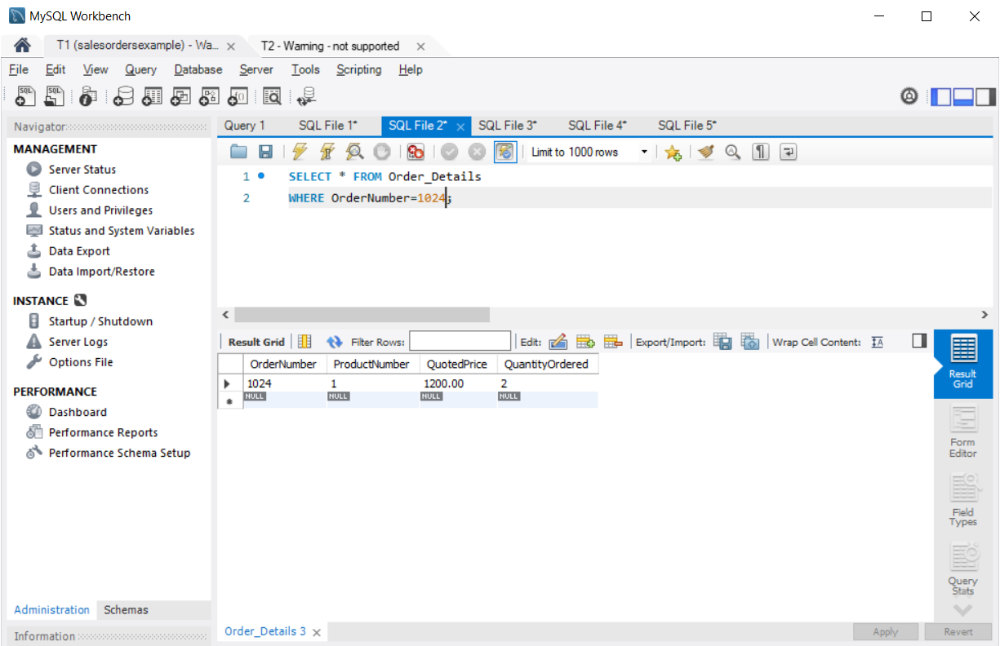 MySQL Workbench
T1 (salesordersexample) - Wa... T2 - Warning - not supported
File Edit View Query Database Server Tools Scripting Help
SQL SQL
Navigator
MANAGEMENT
Server Status
Client Connections
Users and Privileges
Status and System Variables
Data Export
Data Import/Restore
INSTANCE
Startup / Shutdown
Server Logs
Options File
PERFORMANCE
Dashboard
Performance Reports
Performance Schema Setup
Administration Schemas
Information
Query 1 SQL File 1* SQL File 2* SQL File 3* SQL File 4* SQL File 5*
Limit to 1000 rows
1 SELECT * FROM Order_Details
2 WHERE OrderNumber=1024;
Result Grid Filter Rows: Edit: Export/Import: Wrap Cell Content:
OrderNumber ProductNumber QuotedPrice QuantityOrdered
1024 1 1200.00 2
NULL NULL NULL NULL
Result
Grid
Form
Editor
Field
Types
Query
Stats
Order_Details 3
Apply Revert